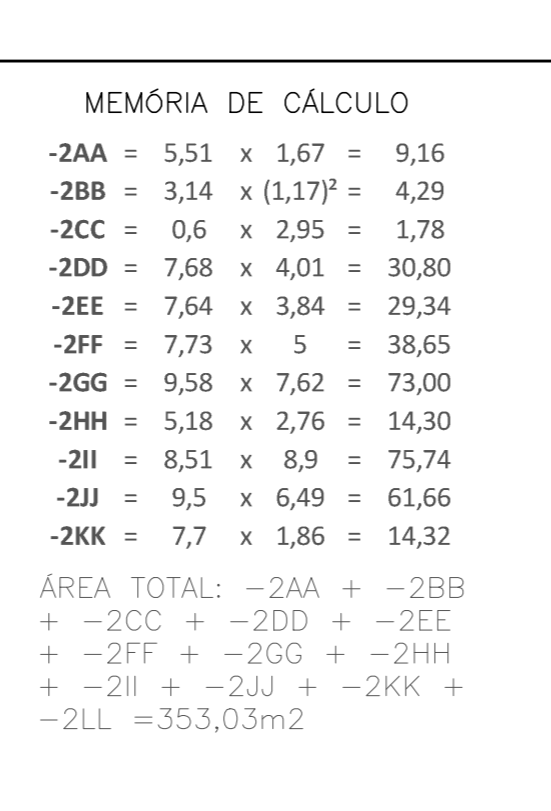 MEMÓRIA DE CÁLCULO
-2AA = 5,51 x 1,67 = 9,16
-2BB = 3,14 x (1,17)² = 4,29
-2CC = 0,6 x 2,95 = 1,78
-2DD = 7,68 x 4,01 = 30,80
-2EE = 7,64 x 3,84 = 29,34
-2FF = 7,73 x 5 = 38,65
-2GG = 9,58 x 7,62 = 73,00
-2HH = 5,18 x 2,76 = 14,30
-2II = 8,51 x 8,9 = 75,74
-2JJ = 9,5 x 6,49 = 61,66
-2KK = 7,7 x 1,86 = 14,32
ÁREA TOTAL: -2AA + -2BB
+ -2CC + -2DD + -2EE
+ -2FF + -2GG + -2HH
+ -2II + -2JJ + -2KK +
-2LL =353,03m2